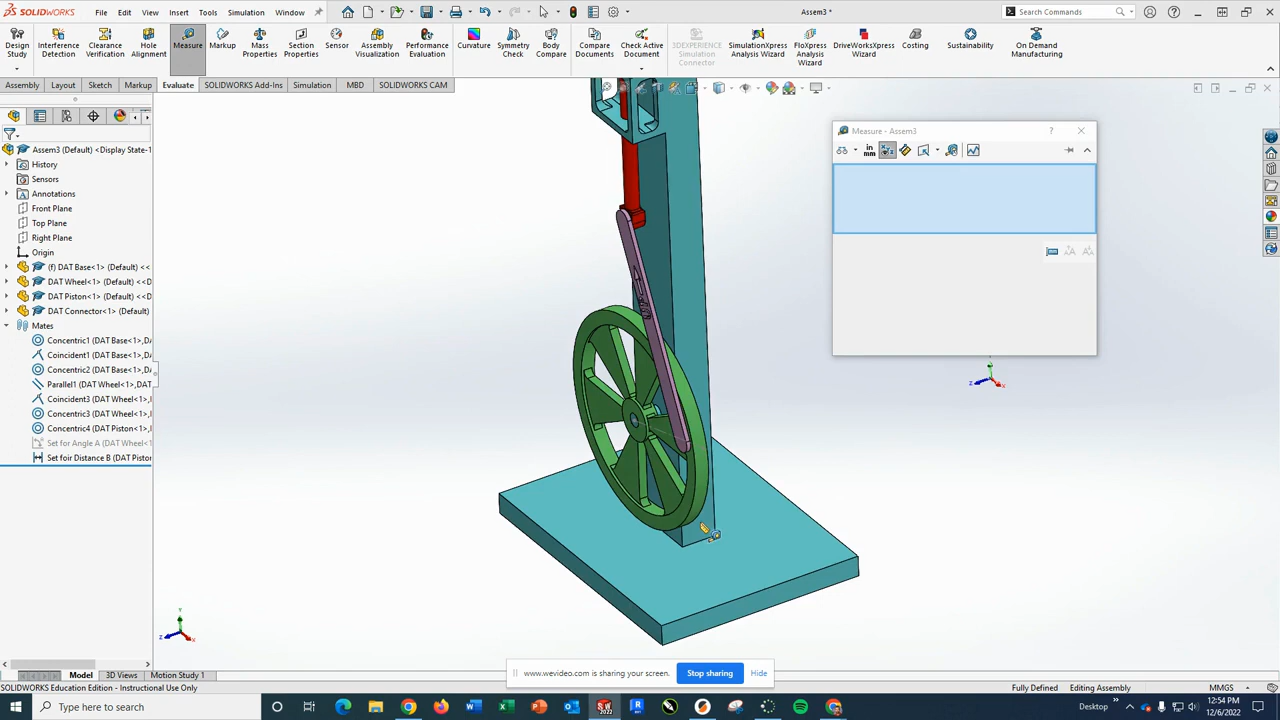 SOLIDWORKS
File
Edit
View
Insert
Tools
Simulation
Window
Assem3 *
Search Commands
Design Study
Interference Detection
Clearance Verification
Hole Alignment
Measure
Markup
Mass Properties
Section Properties
Sensor
Assembly Visualization
Performance Evaluation
Curvature
Symmetry Check
Body Compare
Compare Documents
Check Active Document
3DEXPERIENCE Simulation Connector
SimulationXpress Analysis Wizard
FloXpress Analysis Wizard
DriveWorksXpress Wizard
Costing
Sustainability
On Demand Manufacturing
Assembly
Layout
Sketch
Markup
Evaluate
SOLIDWORKS Add-Ins
Simulation
MBD
SOLIDWORKS CAM
Assem3 (Default) <Display State-1
History
Sensors
Annotations
Front Plane
Top Plane
Right Plane
Origin
(f) DAT Base<1> (Default) <<
DAT Wheel<1> (Default) <<
DAT Piston<1> (Default) <<
DAT Connector<1> (Default)
Mates
Concentric1 (DAT Base<1>,DA
Coincident1 (DAT Base<1>,DA
Concentric2 (DAT Base<1>,DA
Parallel1 (DAT Wheel<1>,DAT
Coincident3 (DAT Wheel<1>,
Concentric3 (DAT Wheel<1>,
Concentric4 (DAT Piston<1>,
Set for Angle A (DAT Wheel<
Set foir Distance B (DAT Piston
Measure - Assem3
in
mm
Y
Z
X
www.wevideo.com is sharing your screen.
Stop sharing
Hide
Model
3D Views
Motion Study 1
SOLIDWORKS Education Edition - Instructional Use Only
Fully Defined
Editing Assembly
MMGS
Type here to search
Desktop
12:54 PM
12/6/2022